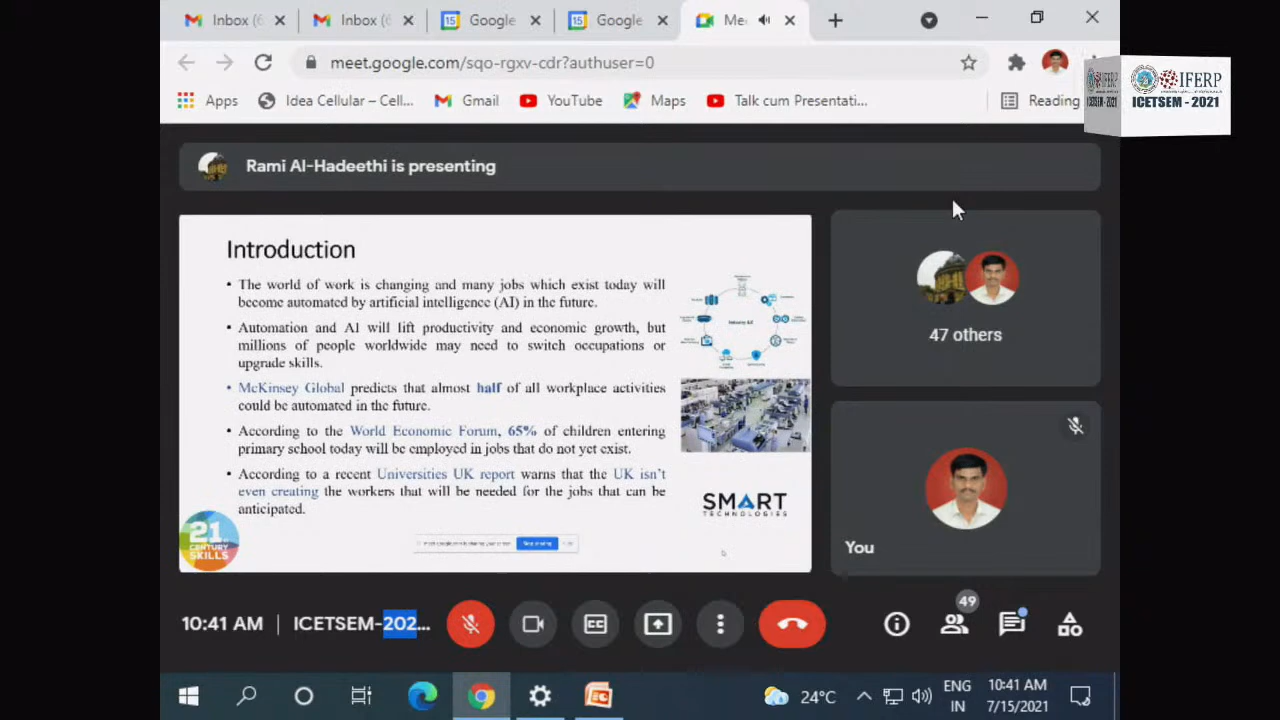 Inbox (6
Inbox (
Google
Google
Me
meet.google.com/sqo-rgxv-cdr?authuser=0
Apps
Idea Cellular – Cell...
Gmail
YouTube
Maps
Talk cum Presentati...
Reading
IFERP
ICETSEM - 2021
Rami Al-Hadeethi is presenting
Introduction
• The world of work is changing and many jobs which exist today will
become automated by artificial intelligence (AI) in the future.
• Automation and AI will lift productivity and economic growth, but
millions of people worldwide may need to switch occupations or
upgrade skills.
• McKinsey Global predicts that almost half of all workplace activities
could be automated in the future.
• According to the World Economic Forum, 65% of children entering
primary school today will be employed in jobs that do not yet exist.
• According to a recent Universities UK report warns that the UK isn't
even creating the workers that will be needed for the jobs that can be
anticipated.
SMART
TECHNOLOGIES
21
CENTURY
SKILLS
Stop sharing
47 others
You
10:41 AM | ICETSEM-202...
49
24°C
ENG
IN
10:41 AM
7/15/2021